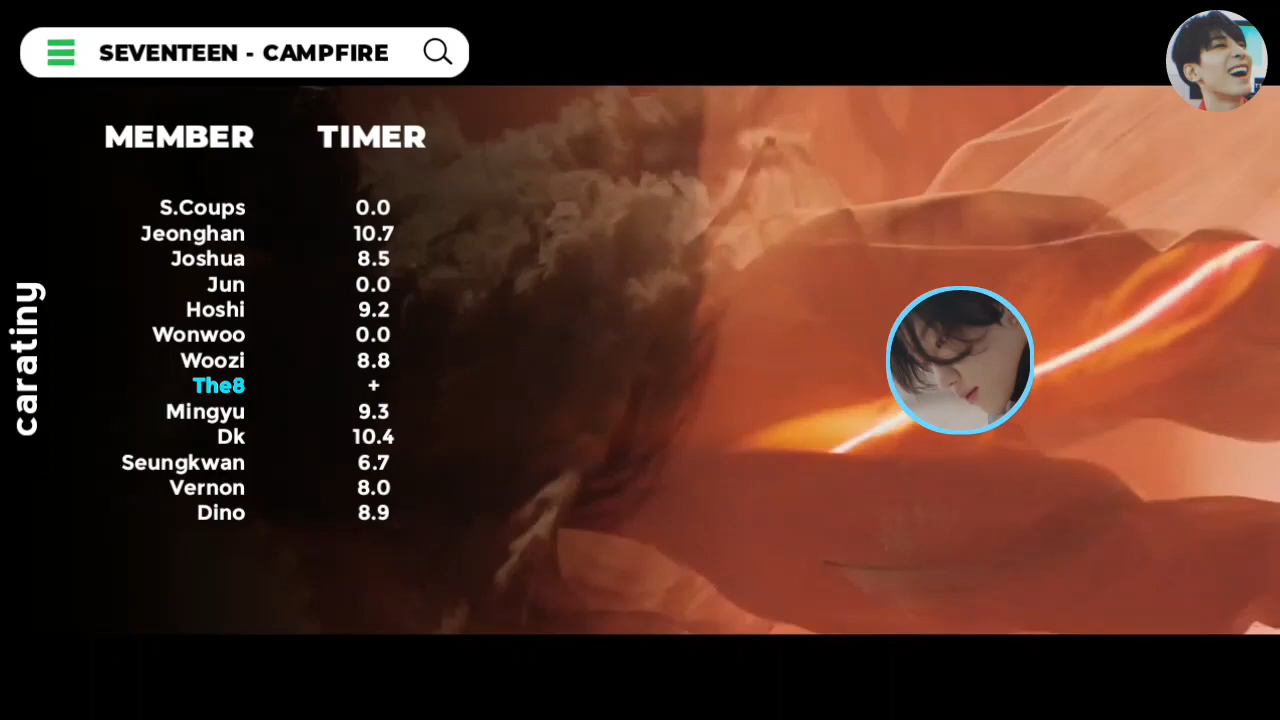 SEVENTEEN - CAMPFIRE
MEMBER TIMER
S.Coups 0.0
Jeonghan 10.7
Joshua 8.5
Jun 0.0
Hoshi 9.2
Wonwoo 0.0
Woozi 8.8
The8 +
Mingyu 9.3
Dk 10.4
Seungkwan 6.7
Vernon 8.0
Dino 8.9
caratiny